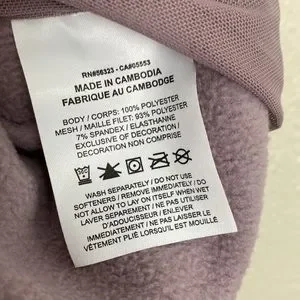 RN#56323 - CA#05553
MADE IN CAMBODIA
FABRIQUE AU CAMBODGE
BODY / CORPS: 100% POLYESTER
MESH / MAILLE FILET: 93% POLYESTER
7% SPANDEX / ELASTHANNE
EXCLUSIVE OF DECORATION /
DECORATION NON COMPRISE
WASH SEPARATELY / DO NOT USE
SOFTENERS / REMOVE IMMEDIATELY / DO
NOT ALLOW TO LAY ON ITSELF WHEN WET
LAVER SEPARÉMENT / NE PAS UTILISER
D'ADOUCISSEUR / ENLEVER
IMMÉDIATEMENT / NE PAS LAISSER LE
VÊTEMENT PLIÉ LORSQU'IL EST MOUILLÉ